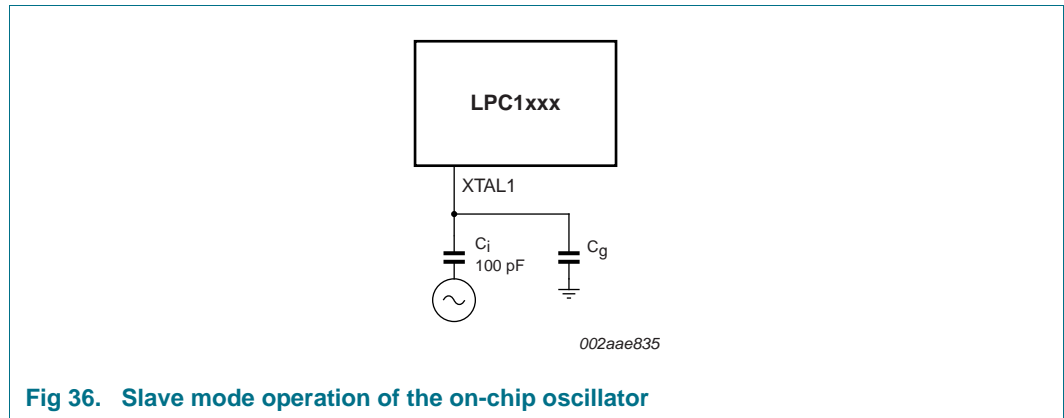 LPC1xxx
XTAL1
Ci
100 pF
Cg
002aae835
Fig 36. Slave mode operation of the on-chip oscillator